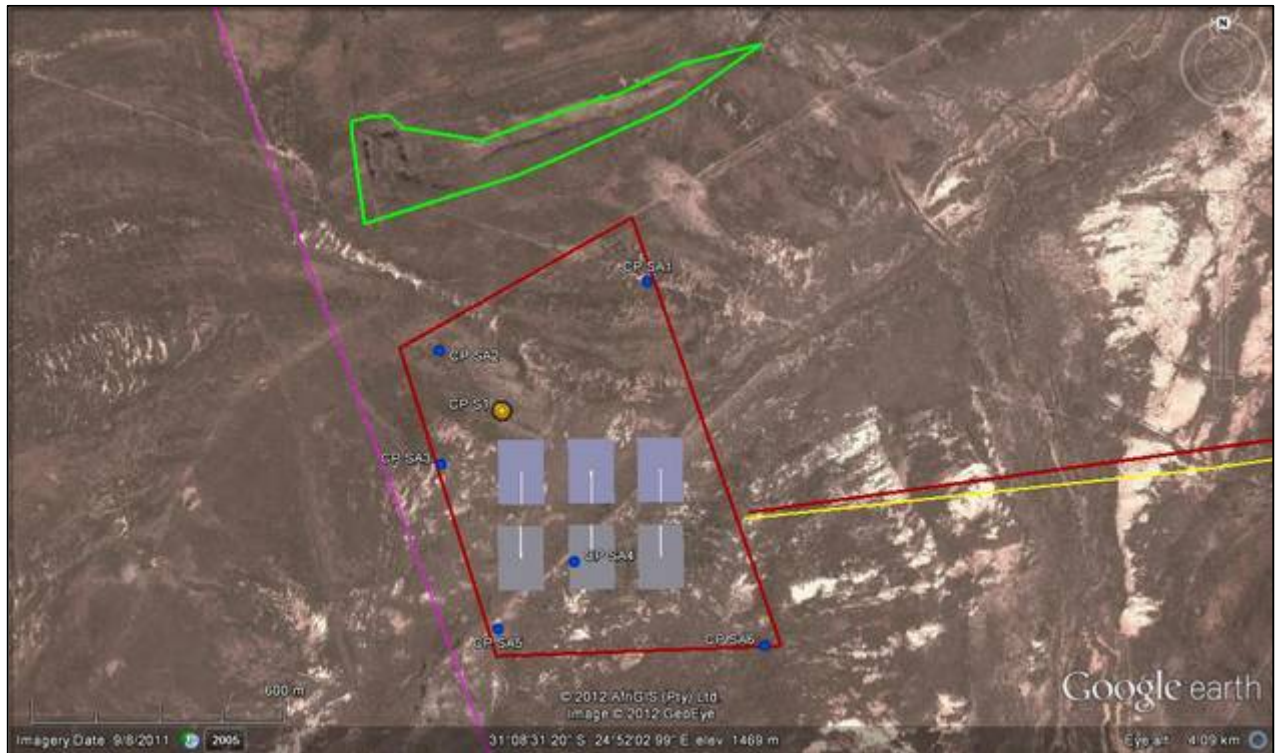 N
CP SA1
CP SA2
CP S1
CP SA3
CP SA4
CP SA5
CP SA6
600 m
© 2012 AfriGIS (Pty) Ltd.
Image © 2012 GeoEye
Google earth
Imagery Date: 9/8/2011 2005 31°08'31.20" S 24°52'02.99" E elev 1469 m Eye alt 4.09 km